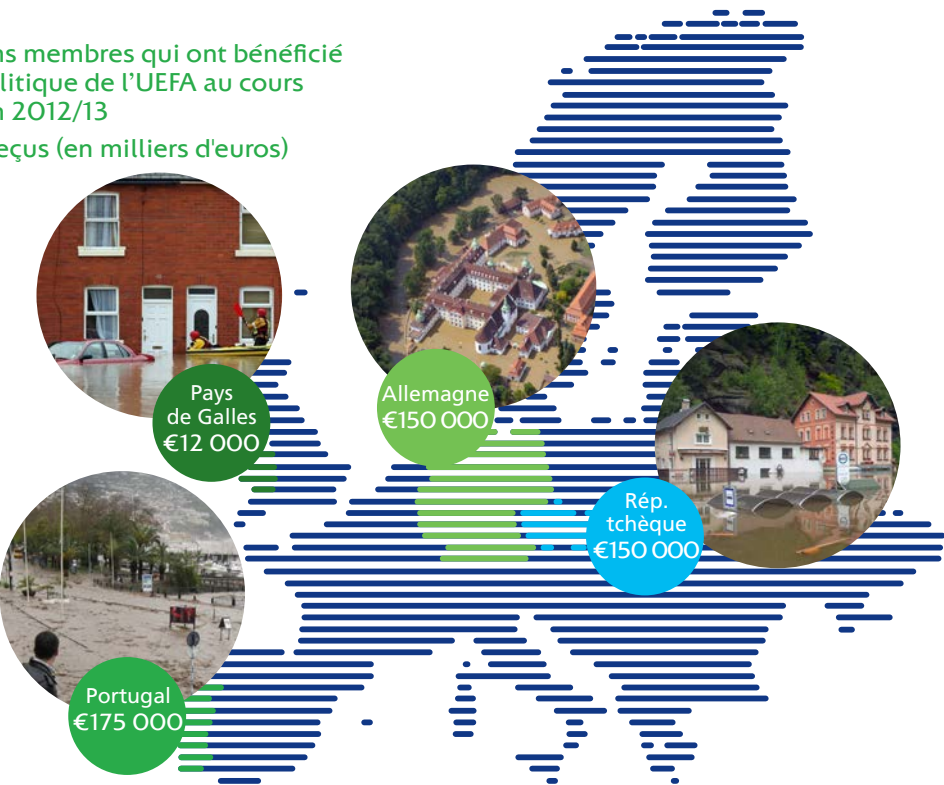 ns membres qui ont bénéficié
litique de l'UEFA au cours
n 2012/13
eçus (en milliers d'euros)
Pays
de Galles
€12 000
Allemagne
€150 000
Rép.
tchèque
€150 000
Portugal
€175 000